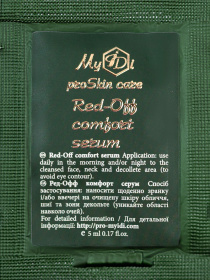 MyIDi
proSkin care
Red-Off
comfort
serum
Red-Off comfort serum Application: use
daily in the morning and/or night to the
cleansed face, neck and decollete area (to
avoid eye contour).
Ред-Офф комфорт серум Спосіб
застосування: наносити щоденно зранку
і/або ввечері на очищену шкіру обличчя,
шиї та зони декольте (уникайте області
навколо очей).
For detailed information / Для детальної
інформації: http://pro-myidi.com
℮ 5 ml 0.17 fl.oz.